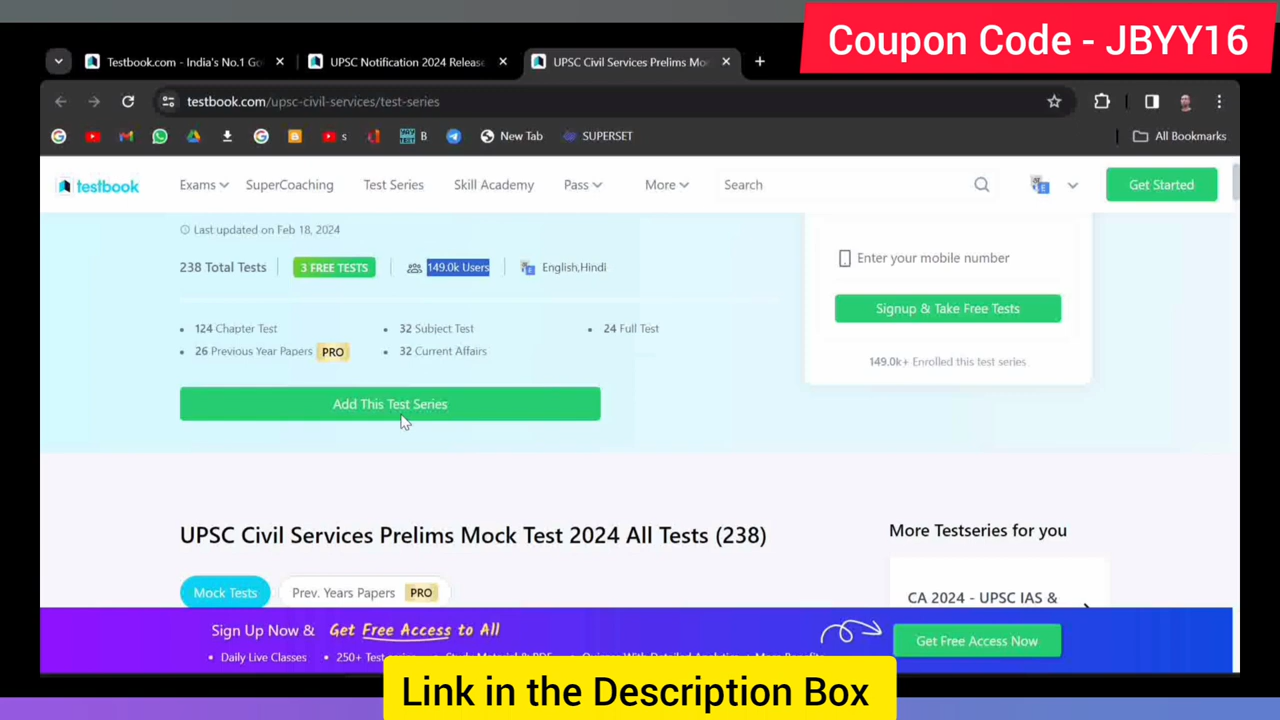 Coupon Code - JBYY16
Testbook.com - India's No.1 Go
UPSC Notification 2024 Release
UPSC Civil Services Prelims Mo
testbook.com/upsc-civil-services/test-series
s
B
New Tab
SUPERSET
All Bookmarks
testbook
Exams
SuperCoaching
Test Series
Skill Academy
Pass
More
Search
Get Started
Last updated on Feb 18, 2024
238 Total Tests
3 FREE TESTS
149.0k Users
English,Hindi
Enter your mobile number
Signup & Take Free Tests
149.0k+ Enrolled this test series
124 Chapter Test
32 Subject Test
24 Full Test
26 Previous Year Papers PRO
32 Current Affairs
Add This Test Series
UPSC Civil Services Prelims Mock Test 2024 All Tests (238)
More Testseries for you
Mock Tests
Prev. Years Papers PRO
CA 2024 - UPSC IAS &
Sign Up Now & Get Free Access to All
Get Free Access Now
Daily Live Classes
250+ Test series
Link in the Description Box